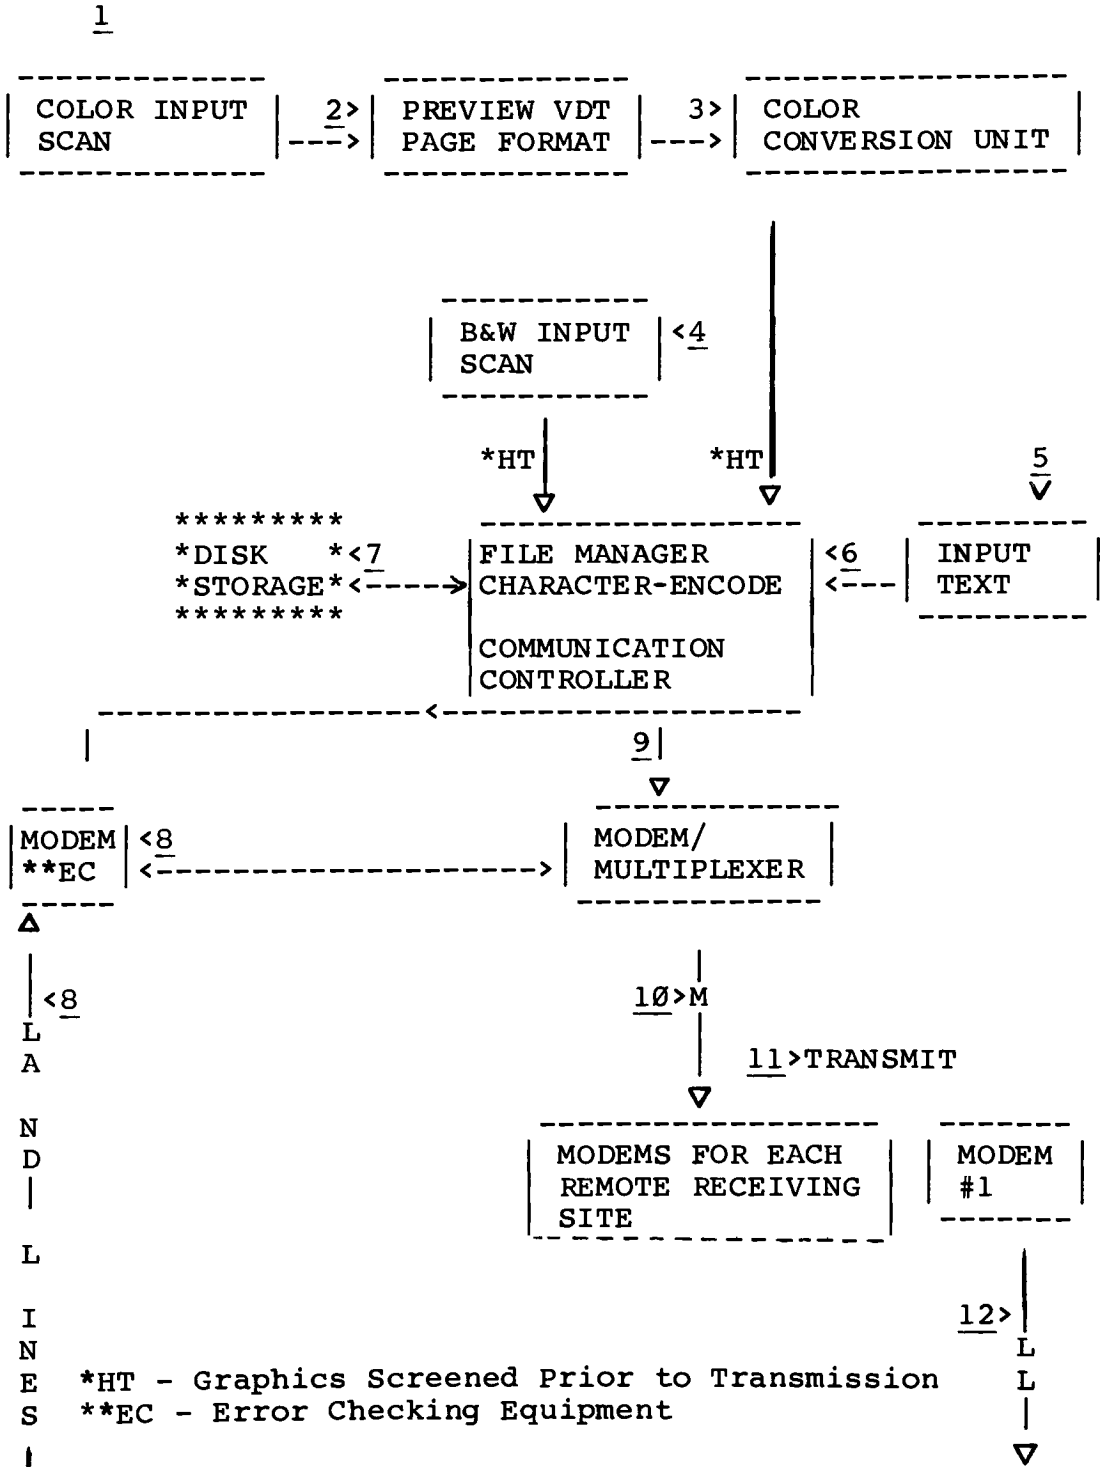 1
COLOR INPUT 2> PREVIEW VDT 3> COLOR
SCAN ---> PAGE FORMAT ---> CONVERSION UNIT
B&W INPUT <4
SCAN
*HT *HT 5
*********
*DISK *<7 FILE MANAGER <6 INPUT
*STORAGE*<-----> CHARACTER-ENCODE <--- TEXT
*********
COMMUNICATION
CONTROLLER
9
MODEM <8 MODEM/
**EC <--------------------> MULTIPLEXER
<8 10>M
L
A 11>TRANSMIT
N
D MODEMS FOR EACH MODEM
REMOTE RECEIVING #1
SITE
L
I 12>
N L
E *HT - Graphics Screened Prior to Transmission L
S **EC - Error Checking Equipment